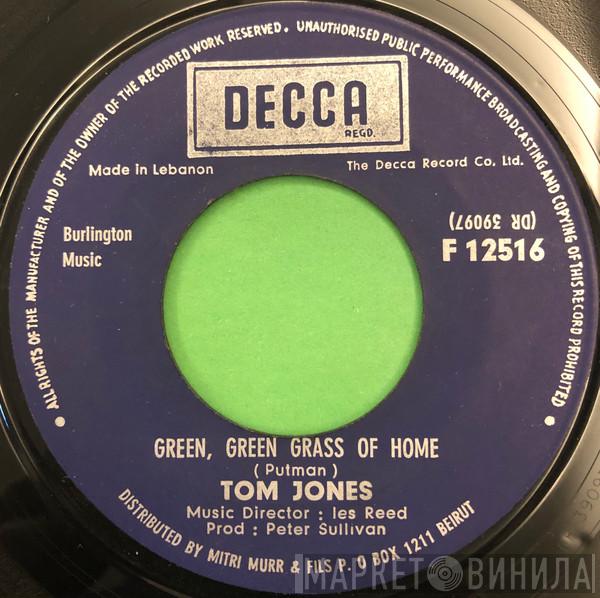 ALL RIGHTS OF THE MANUFACTURER AND OF THE OWNER OF THE RECORDED WORK RESERVED. UNAUTHORISED PUBLIC PERFORMANCE BROADCASTING AND COPYING OF THIS RECORD PROHIBITED
DECCA
REGD.
Made in Lebanon
The Decca Record Co. Ltd.
Burlington
Music
(DR 39097)
F 12516
GREEN, GREEN GRASS OF HOME
(Putman)
TOM JONES
Music Director : les Reed
Prod : Peter Sullivan
DISTRIBUTED BY MITRI MURR & FILS P. O BOX 1211 BEIRUT
МАРКЕТ ВИНИЛА